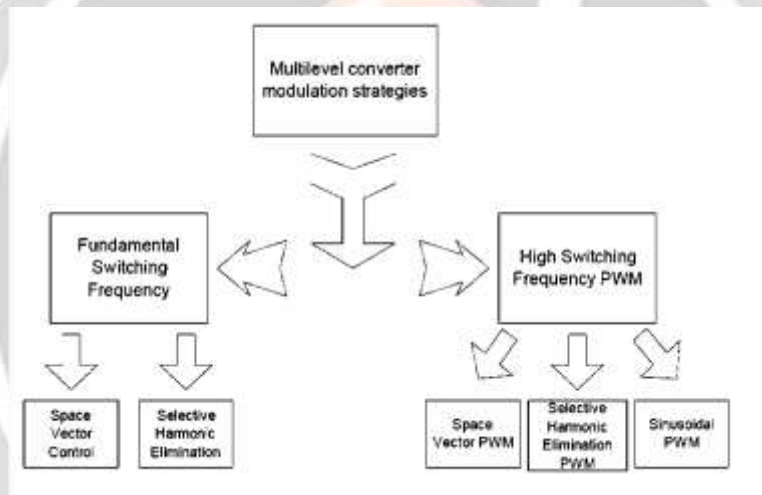 Multilevel converter
modulation strategies
Fundamental
Switching
Frequency
High Switching
Frequency PWM
Space
Vector
Control
Selective
Harmonic
Elimination
Space
Vector PWM
Selective
Harmonic
Elimination
PWM
Sinusoidal
PWM